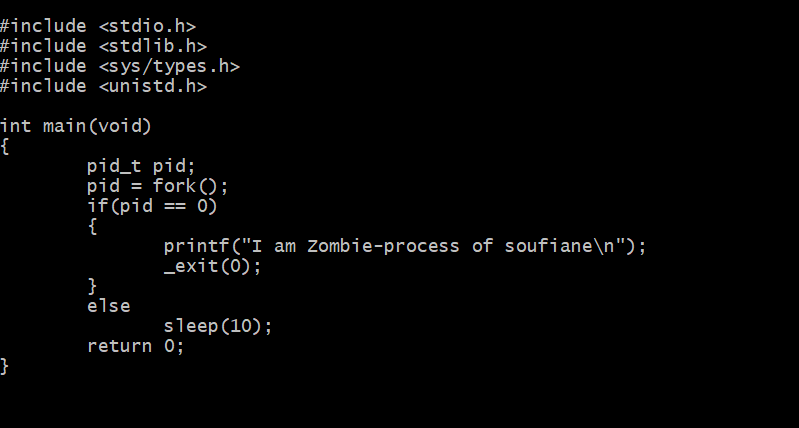 #include <stdio.h>
#include <stdlib.h>
#include <sys/types.h>
#include <unistd.h>
int main(void)
{
pid_t pid;
pid = fork();
if(pid == 0)
{
printf("I am Zombie-process of soufiane\n");
_exit(0);
}
else
sleep(10);
return 0;
}